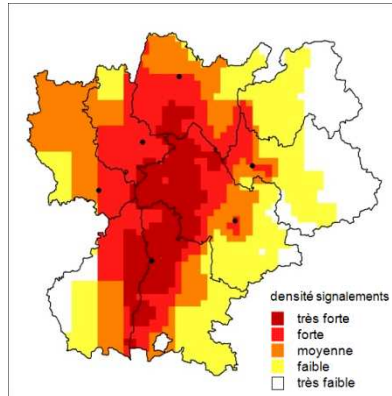 densité signalements
très forte
forte
moyenne
faible
très faible